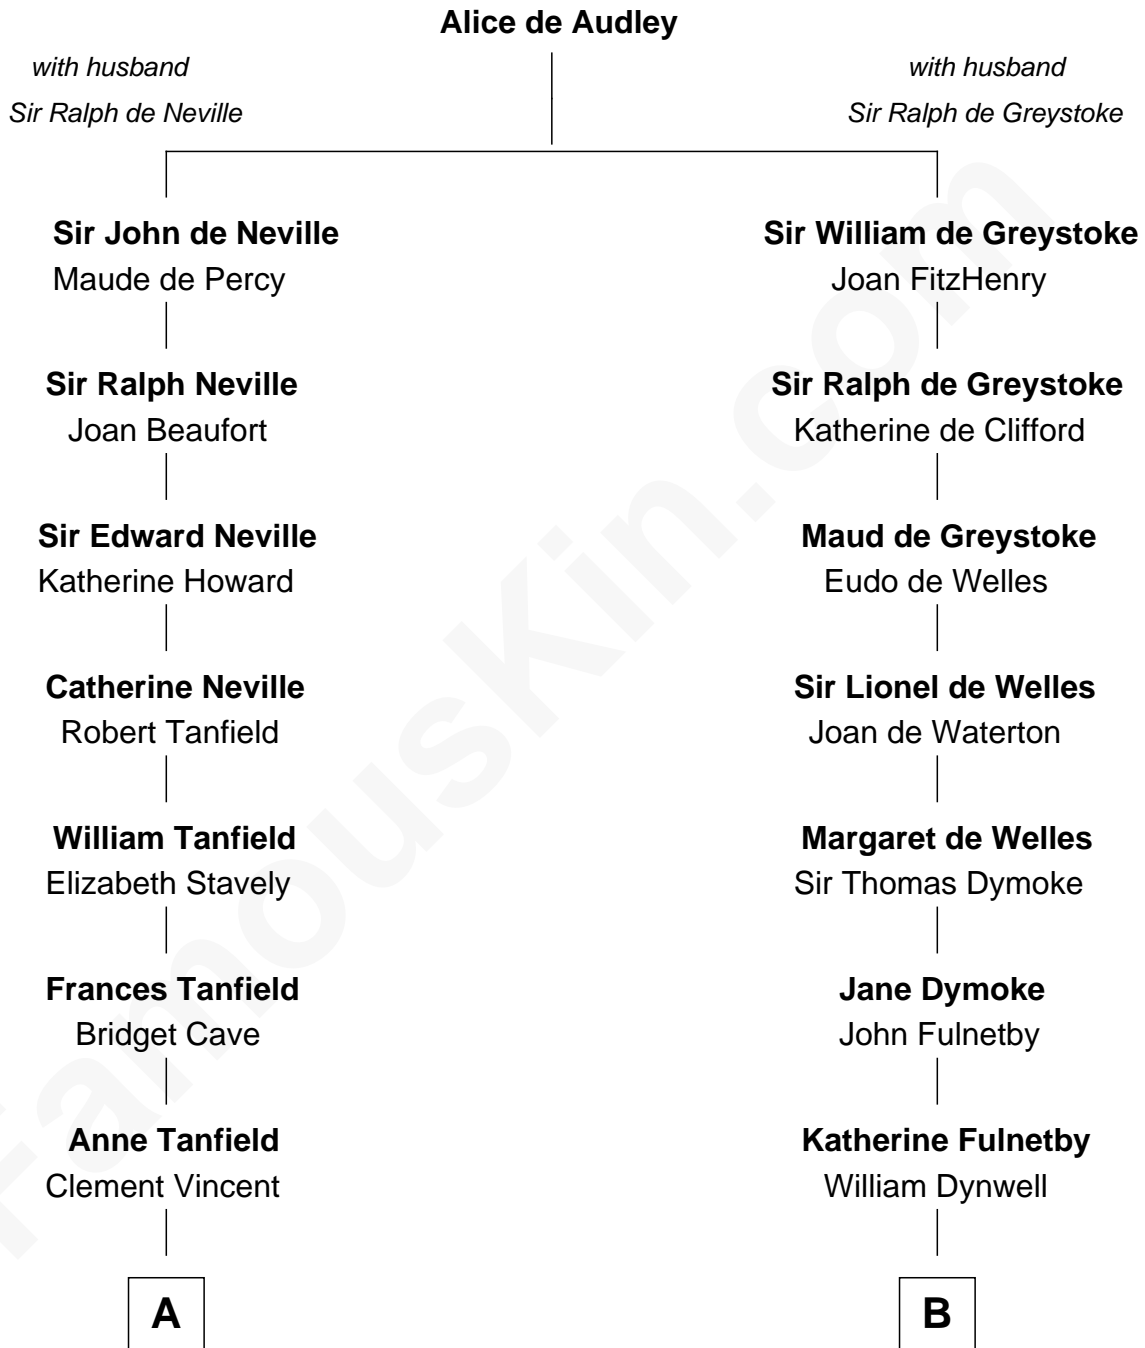 Alice de Audley
with husband
Sir Ralph de Neville
with husband
Sir Ralph de Greystoke
Sir John de Neville
Maude de Percy
Sir William de Greystoke
Joan FitzHenry
Sir Ralph Neville
Joan Beaufort
Sir Ralph de Greystoke
Katherine de Clifford
Sir Edward Neville
Katherine Howard
Maud de Greystoke
Eudo de Welles
Catherine Neville
Robert Tanfield
Sir Lionel de Welles
Joan de Waterton
William Tanfield
Elizabeth Stavely
Margaret de Welles
Sir Thomas Dymoke
Frances Tanfield
Bridget Cave
Jane Dymoke
John Fulnetby
Anne Tanfield
Clement Vincent
Katherine Fulnetby
William Dynwell
A
B
FamousKin.com